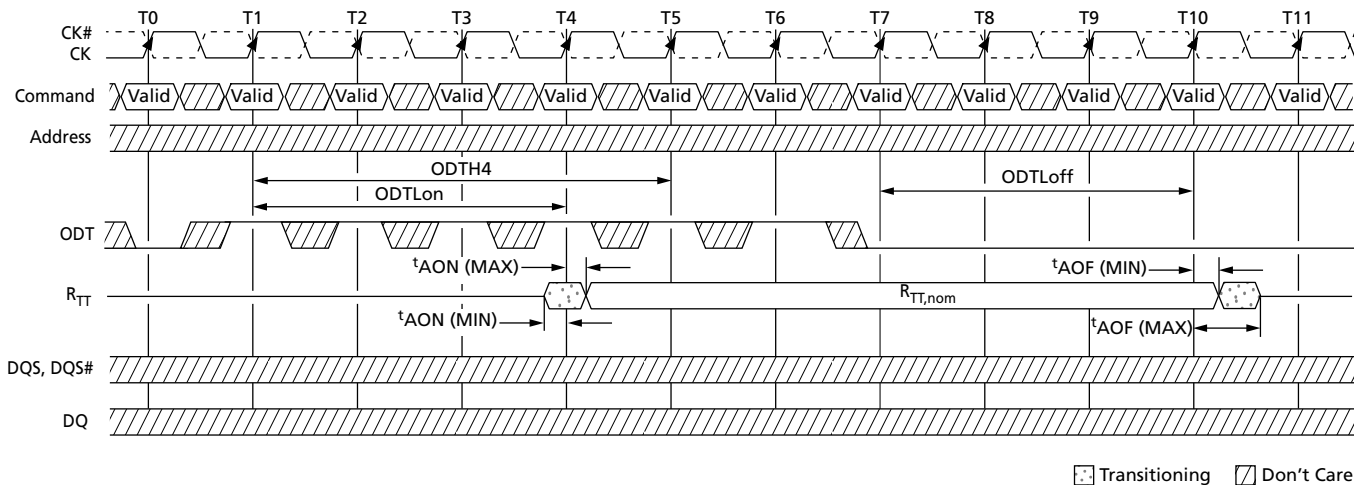 T0 T1 T2 T3 T4 T5 T6 T7 T8 T9 T10 T11
CK#
CK
Command Valid Valid Valid Valid Valid Valid Valid Valid Valid Valid Valid Valid
Address
ODTH4
ODTLoff
ODTLon
ODT
tAON (MAX) tAOF (MIN)
RTT RTT,nom
tAON (MIN) tAOF (MAX)
DQS, DQS#
DQ
Transitioning Don't Care